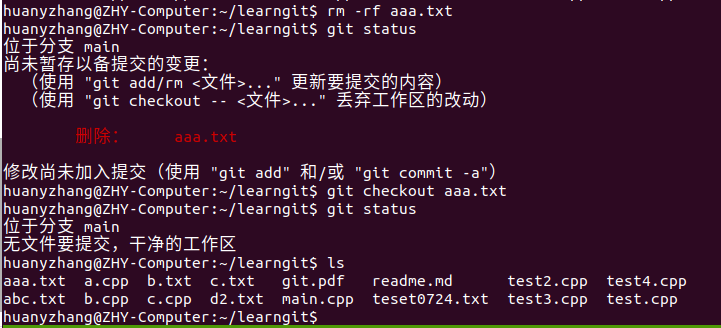 huanyzhang@ZHY-Computer:~/learngit$ rm -rf aaa.txt
huanyzhang@ZHY-Computer:~/learngit$ git status
位于分支 main
尚未暂存以备提交的变更：
  （使用 "git add/rm <文件>..." 更新要提交的内容）
  （使用 "git checkout -- <文件>..." 丢弃工作区的改动）
        删除：     aaa.txt
修改尚未加入提交（使用 "git add" 和/或 "git commit -a"）
huanyzhang@ZHY-Computer:~/learngit$ git checkout aaa.txt
huanyzhang@ZHY-Computer:~/learngit$ git status
位于分支 main
无文件要提交，干净的工作区
huanyzhang@ZHY-Computer:~/learngit$ ls
aaa.txt  a.cpp  b.txt  c.txt   git.pdf   readme.md      test2.cpp  test4.cpp
abc.txt  b.cpp  c.cpp  d2.txt  main.cpp  teset0724.txt  test3.cpp  test.cpp
huanyzhang@ZHY-Computer:~/learngit$